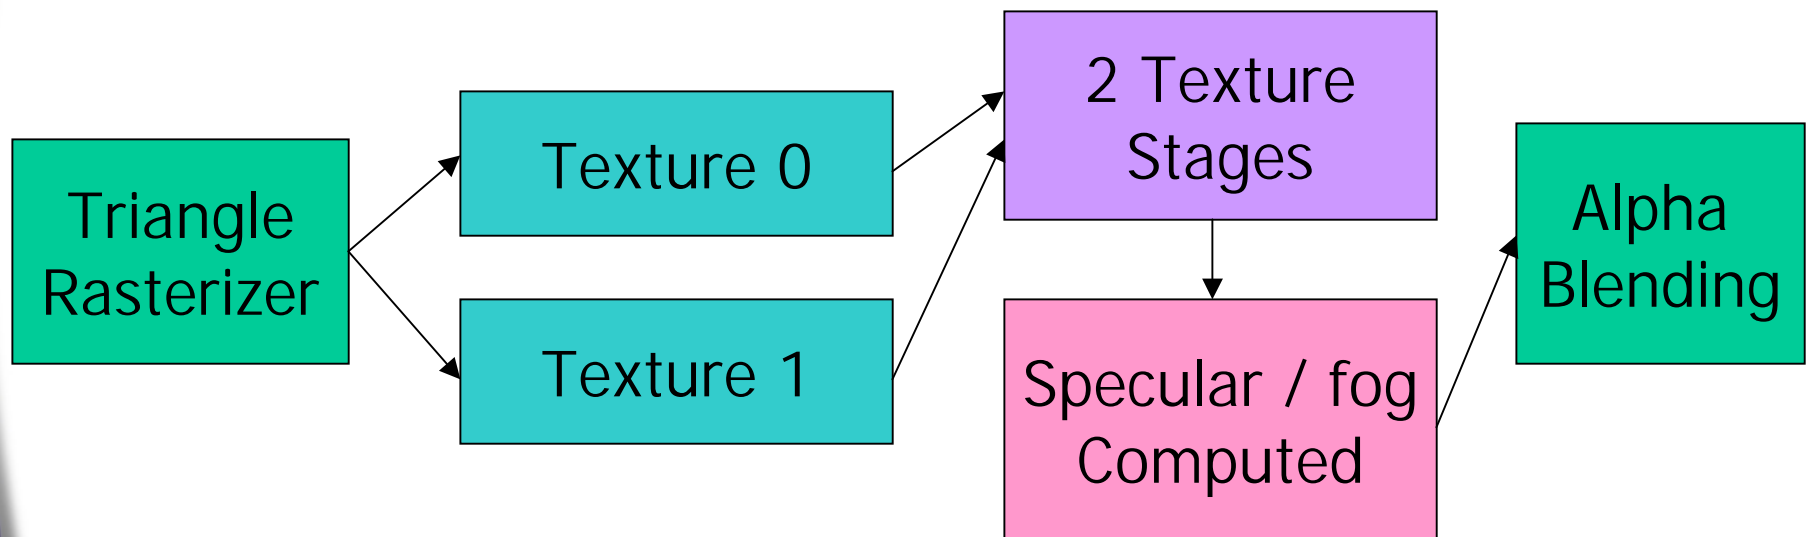 Triangle
Rasterizer
Texture 0
Texture 1
2 Texture
Stages
Specular / fog
Computed
Alpha
Blending